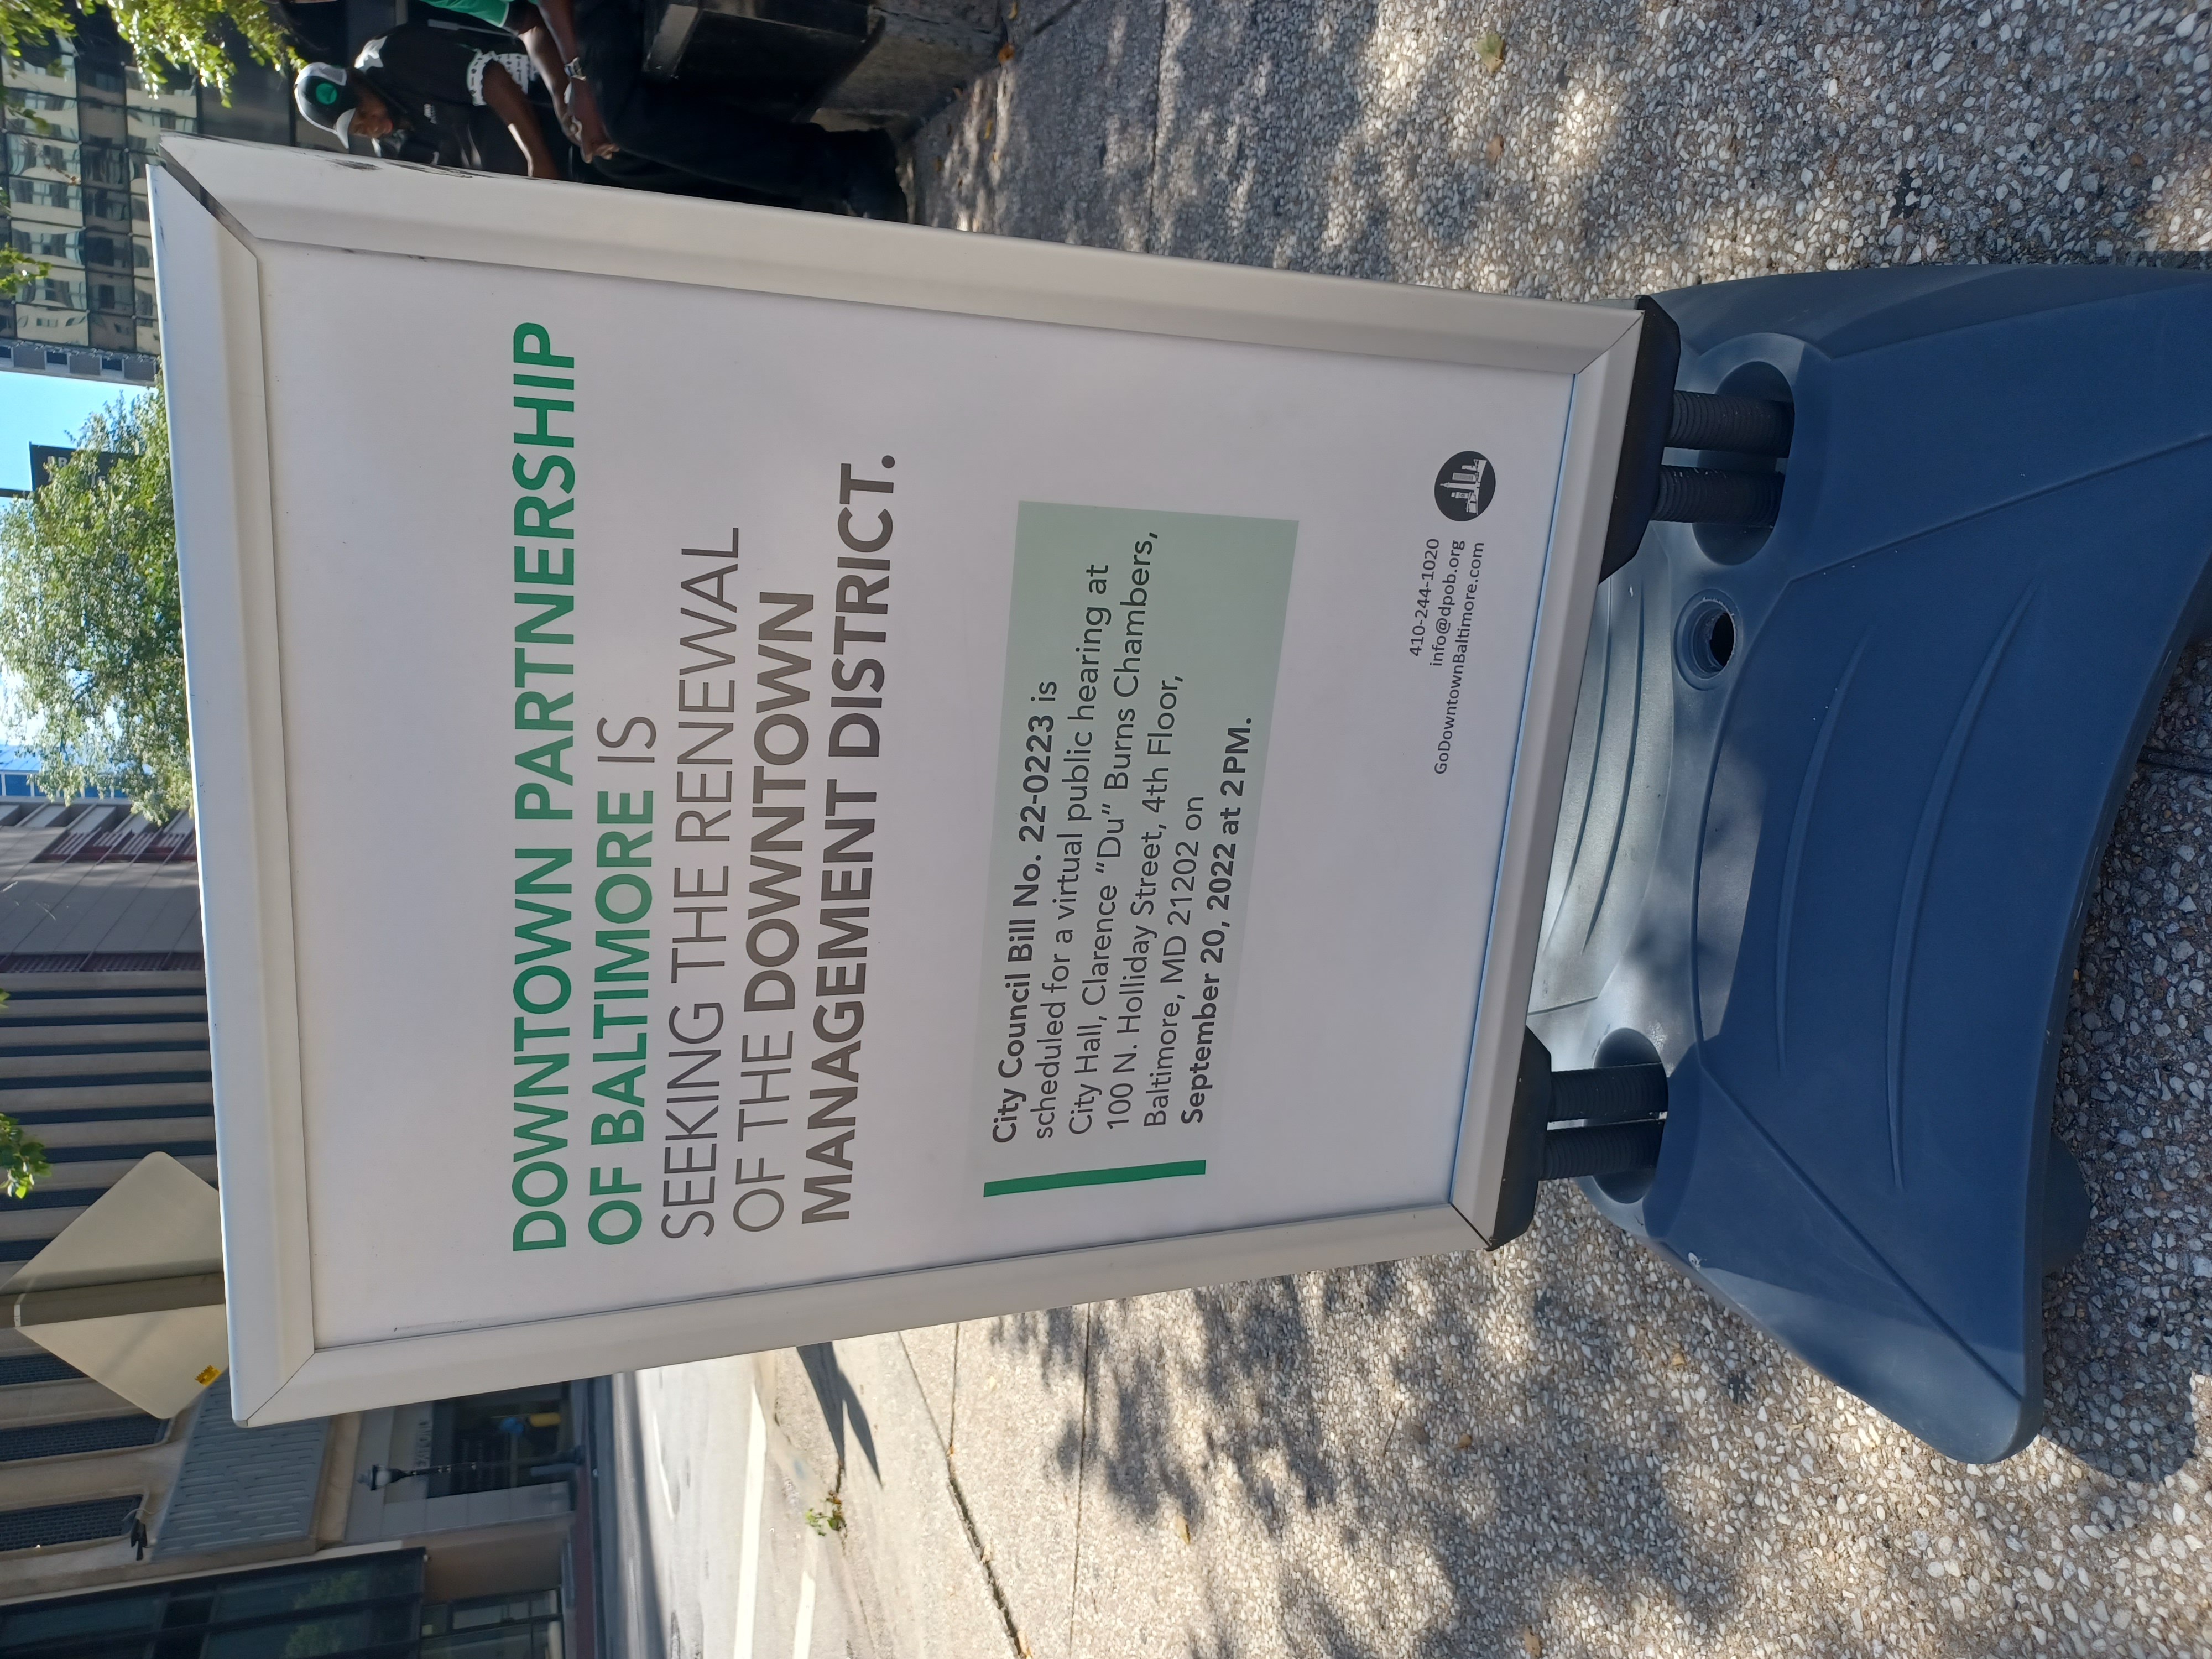 DOWNTOWN PARTNERSHIP
OF BALTIMORE IS
SEEKING THE RENEWAL
OF THE DOWNTOWN
MANAGEMENT DISTRICT.
City Council Bill No. 22-0223 is
scheduled for a virtual public hearing at
City Hall, Clarence “Du” Burns Chambers,
100 N. Holliday Street, 4th Floor,
Baltimore, MD 21202 on
September 20, 2022 at 2PM.
410-244-1020
info@dpob.org
GoDowntownBaltimore.com